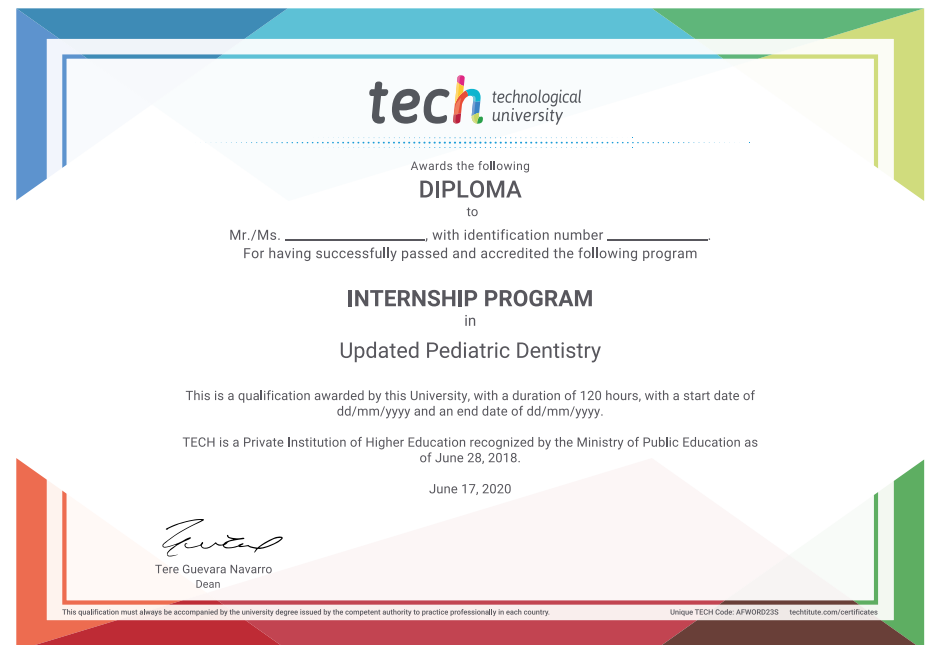 tech technological
university
Awards the following
DIPLOMA
to
Mr./Ms. ____________________, with identification number ______________.
For having successfully passed and accredited the following program
INTERNSHIP PROGRAM
in
Updated Pediatric Dentistry
This is a qualification awarded by this University, with a duration of 120 hours, with a start date of
dd/mm/yyyy and an end date of dd/mm/yyyy.
TECH is a Private Institution of Higher Education recognized by the Ministry of Public Education as
of June 28, 2018.
June 17, 2020
Tere Guevara Navarro
Dean
This qualification must always be accompanied by the university degree issued by the competent authority to practice professionally in each country.
Unique TECH Code: AFWORD23S techtitute.com/certificates